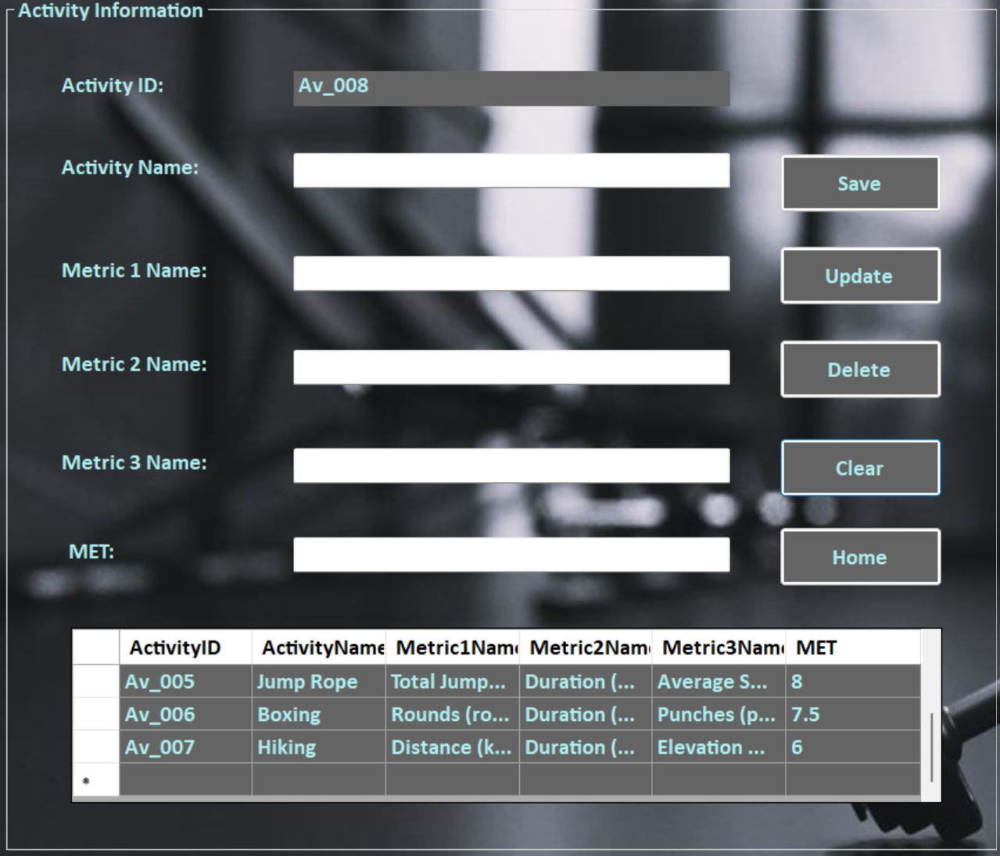 Activity Information
Activity ID: Av_008
Activity Name:
Save
Metric 1 Name:
Update
Metric 2 Name:
Delete
Metric 3 Name:
Clear
MET:
Home
ActivityID ActivityName Metric1Nam Metric2Nam Metric3Nam MET
Av_005 Jump Rope Total Jump... Duration (... Average S... 8
Av_006 Boxing Rounds (ro... Duration (... Punches (p... 7.5
Av_007 Hiking Distance (k... Duration (... Elevation ... 6
*